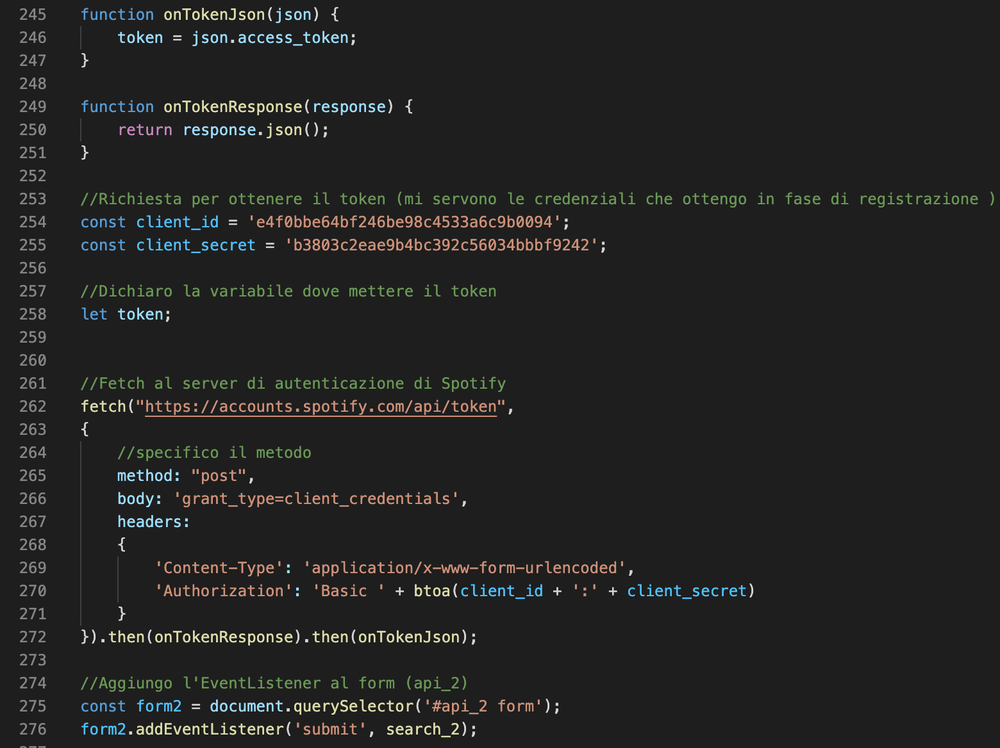 245 function onTokenJson(json) {
246 token = json.access_token;
247 }
248
249 function onTokenResponse(response) {
250 return response.json();
251 }
252
253 //Richiesta per ottenere il token (mi servono le credenziali che ottengo in fase di registrazione )
254 const client_id = 'e4f0bbe64bf246be98c4533a6c9b0094';
255 const client_secret = 'b3803c2eae9b4bc392c56034bbbf9242';
256
257 //Dichiaro la variabile dove mettere il token
258 let token;
259
260
261 //Fetch al server di autenticazione di Spotify
262 fetch("https://accounts.spotify.com/api/token",
263 {
264 //specifico il metodo
265 method: "post",
266 body: 'grant_type=client_credentials',
267 headers:
268 {
269 'Content-Type': 'application/x-www-form-urlencoded',
270 'Authorization': 'Basic ' + btoa(client_id + ':' + client_secret)
271 }
272 }).then(onTokenResponse).then(onTokenJson);
273
274 //Aggiungo l'EventListener al form (api_2)
275 const form2 = document.querySelector('#api_2 form');
276 form2.addEventListener('submit', search_2);